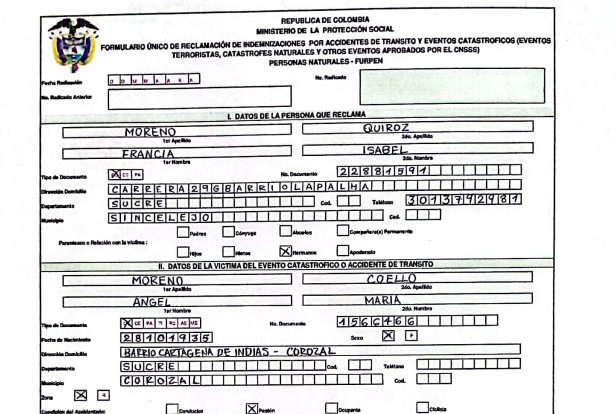 REPUBLICA DE COLOMBIA
MINISTERIO DE LA PROTECCIÓN SOCIAL
FORMULARIO ÚNICO DE RECLAMACIÓN DE INDEMNIZACIONES POR ACCIDENTES DE TRANSITO Y EVENTOS CATASTROFICOS (EVENTOS
TERRORISTAS, CATASTROFES NATURALES Y OTROS EVENTOS APROBADOS POR EL CNSSS)
PERSONAS NATURALES - FURPEN
Fecha Radicación D D M M A A A A No. Radicado
No. Radicado Anterior
I. DATOS DE LA PERSONA QUE RECLAMA
MORENO QUIROZ
1er Apellido 2do. Apellido
FRANCIA ISABEL
1er Nombre 2do. Nombre
Tipo de Documento X CE PA No. Documento 22881591
Dirección Domicilio CARRERA29GBARRIOLAPALMA
Departamento SUCRE Cod. Teléfono 3013792981
Municipio SINCELEJO Cod.
Padres Cónyuge Abuelos Compañero(a) Permanente
Parentesco o Relación con la víctima :
Hijos Nietos X Hermanos Apoderado
II. DATOS DE LA VICTIMA DEL EVENTO CATASTROFICO O ACCIDENTE DE TRANSITO
MORENO COELLO
1er Apellido 2do. Apellido
ANGEL MARIA
1er Nombre 2do. Nombre
Tipo de Documento X CE PA TI RC AS MS No. Documento
Fecha de Nacimiento 28101935 Sexo X F
Dirección Domicilio BARRIO CARTAGENA DE INDIAS - COROZAL
Departamento SUCRE Cod. Teléfono
Municipio COROZAL Cod.
Zona X R
Condición del Accidentado: Conductor X Peatón Ocupante Ciclista